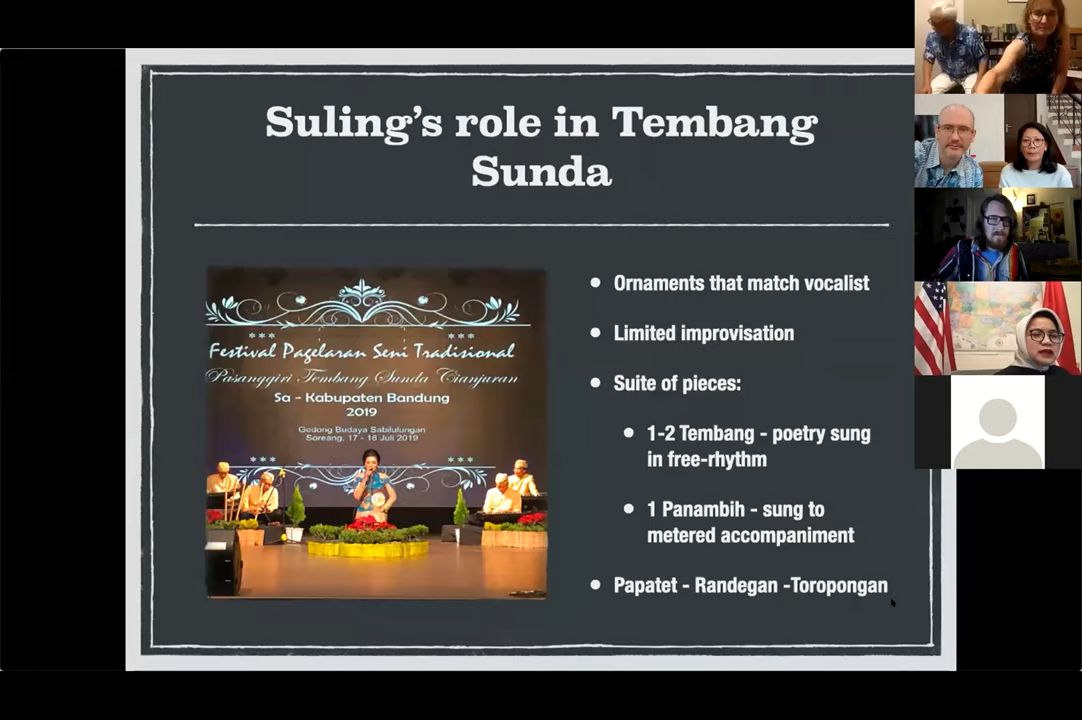 Suling's role in Tembang
Sunda
*** ***
Festival Pagelaran Seni Tradisional
Pasanggiri Tembang Sunda Cianjuran
Sa - Kabupaten Bandung
2019
Gedong Budaya Sabilulungan
Soreang, 17 - 18 Juli 2019
*** ***
• Ornaments that match vocalist
• Limited improvisation
• Suite of pieces:
• 1-2 Tembang - poetry sung
in free-rhythm
• 1 Panambih - sung to
metered accompaniment
• Papatet - Randegan -Toropongan